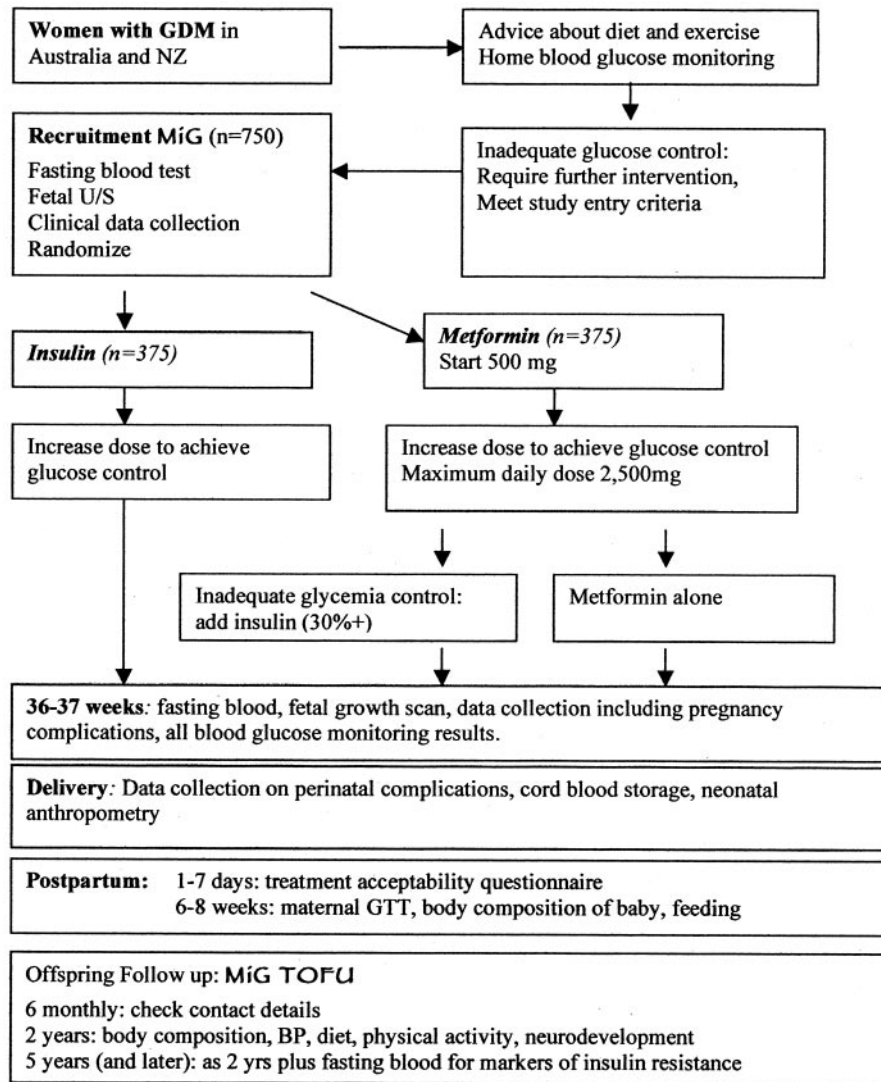 Women with GDM in
Australia and NZ
Advice about diet and exercise
Home blood glucose monitoring
Recruitment MiG (n=750)
Fasting blood test
Fetal U/S
Clinical data collection
Randomize
Inadequate glucose control:
Require further intervention,
Meet study entry criteria
Insulin (n=375)
Metformin (n=375)
Start 500 mg
Increase dose to achieve
glucose control
Increase dose to achieve glucose control
Maximum daily dose 2,500mg
Inadequate glycemia control:
add insulin (30%+)
Metformin alone
36-37 weeks: fasting blood, fetal growth scan, data collection including pregnancy
complications, all blood glucose monitoring results.
Delivery: Data collection on perinatal complications, cord blood storage, neonatal
anthropometry
Postpartum: 1-7 days: treatment acceptability questionnaire
6-8 weeks: maternal GTT, body composition of baby, feeding
Offspring Follow up: MiG TOFU
6 monthly: check contact details
2 years: body composition, BP, diet, physical activity, neurodevelopment
5 years (and later): as 2 yrs plus fasting blood for markers of insulin resistance